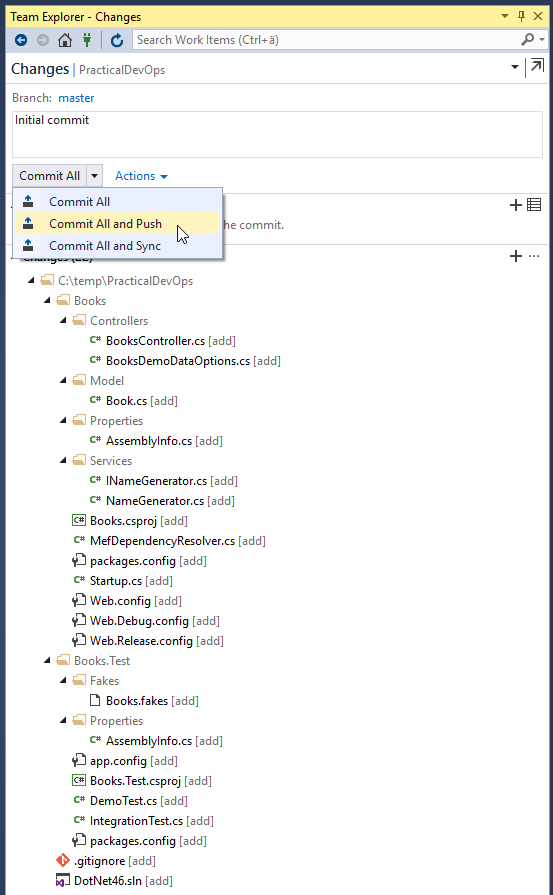 Team Explorer - Changes
Search Work Items (Ctrl+ä)
Changes | PracticalDevOps
Branch: master
Initial commit
Commit All Actions
Commit All
Commit All and Push
he commit.
Commit All and Sync
Changes (22)
C:\temp\PracticalDevOps
Books
Controllers
C# BooksController.cs [add]
C# BooksDemoDataOptions.cs [add]
Model
C# Book.cs [add]
Properties
C# AssemblyInfo.cs [add]
Services
C# INameGenerator.cs [add]
C# NameGenerator.cs [add]
C# Books.csproj [add]
C# MefDependencyResolver.cs [add]
packages.config [add]
C# Startup.cs [add]
Web.config [add]
Web.Debug.config [add]
Web.Release.config [add]
Books.Test
Fakes
Books.fakes [add]
Properties
C# AssemblyInfo.cs [add]
app.config [add]
C# Books.Test.csproj [add]
C# DemoTest.cs [add]
C# IntegrationTest.cs [add]
packages.config [add]
.gitignore [add]
DotNet46.sln [add]